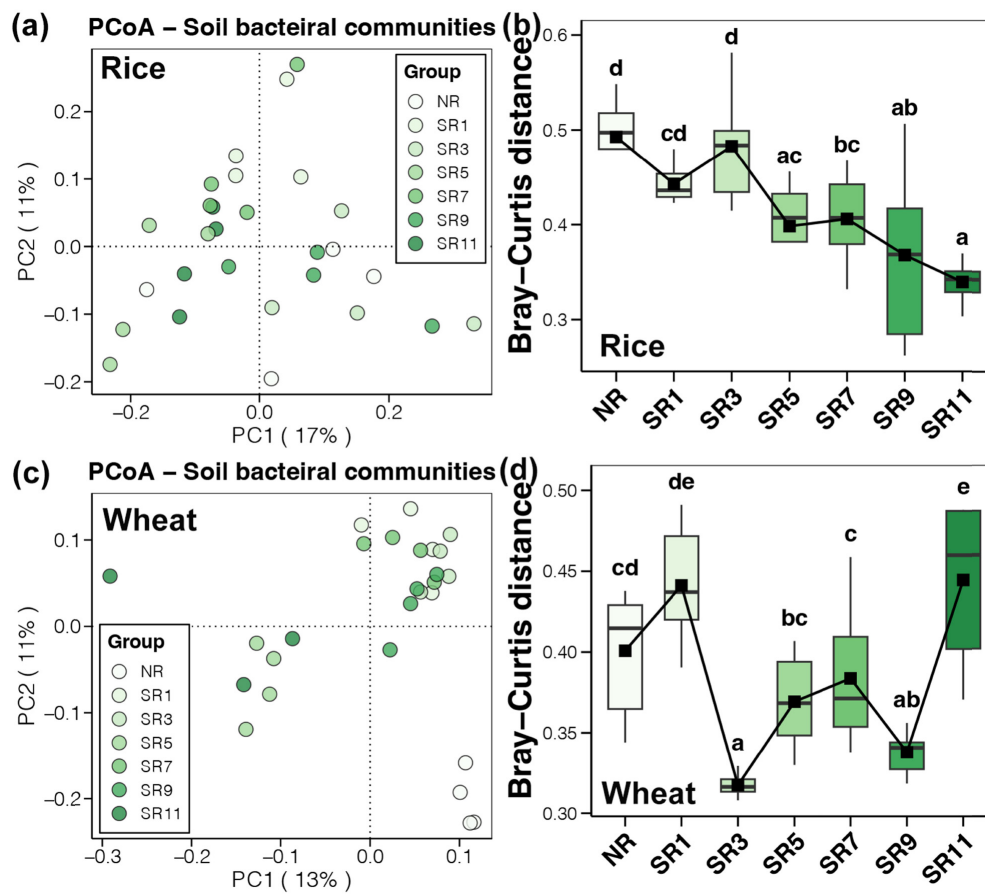 (a) PCoA – Soil bacteiral communities
Rice
Group
NR
SR1
SR3
SR5
SR7
SR9
SR11
PC2 ( 11%)
0.2
0.1
0.0
−0.1
−0.2
−0.2 0.0 0.2
PC1 ( 17%)
(b)
Bray−Curtis distance
0.6
0.5
0.4
0.3
d cd d ac bc ab a
Rice
NR SR1 SR3 SR5 SR7 SR9 SR11
(c) PCoA – Soil bacteiral communities
Wheat
PC2 ( 11%)
0.1
0.0
−0.1
−0.2
Group
NR
SR1
SR3
SR5
SR7
SR9
SR11
−0.3 −0.2 −0.1 0.0 0.1
PC1 ( 13%)
(d)
Bray−Curtis distance
0.50
0.45
0.40
0.35
0.30
cd de a bc c ab e
Wheat
NR SR1 SR3 SR5 SR7 SR9 SR11